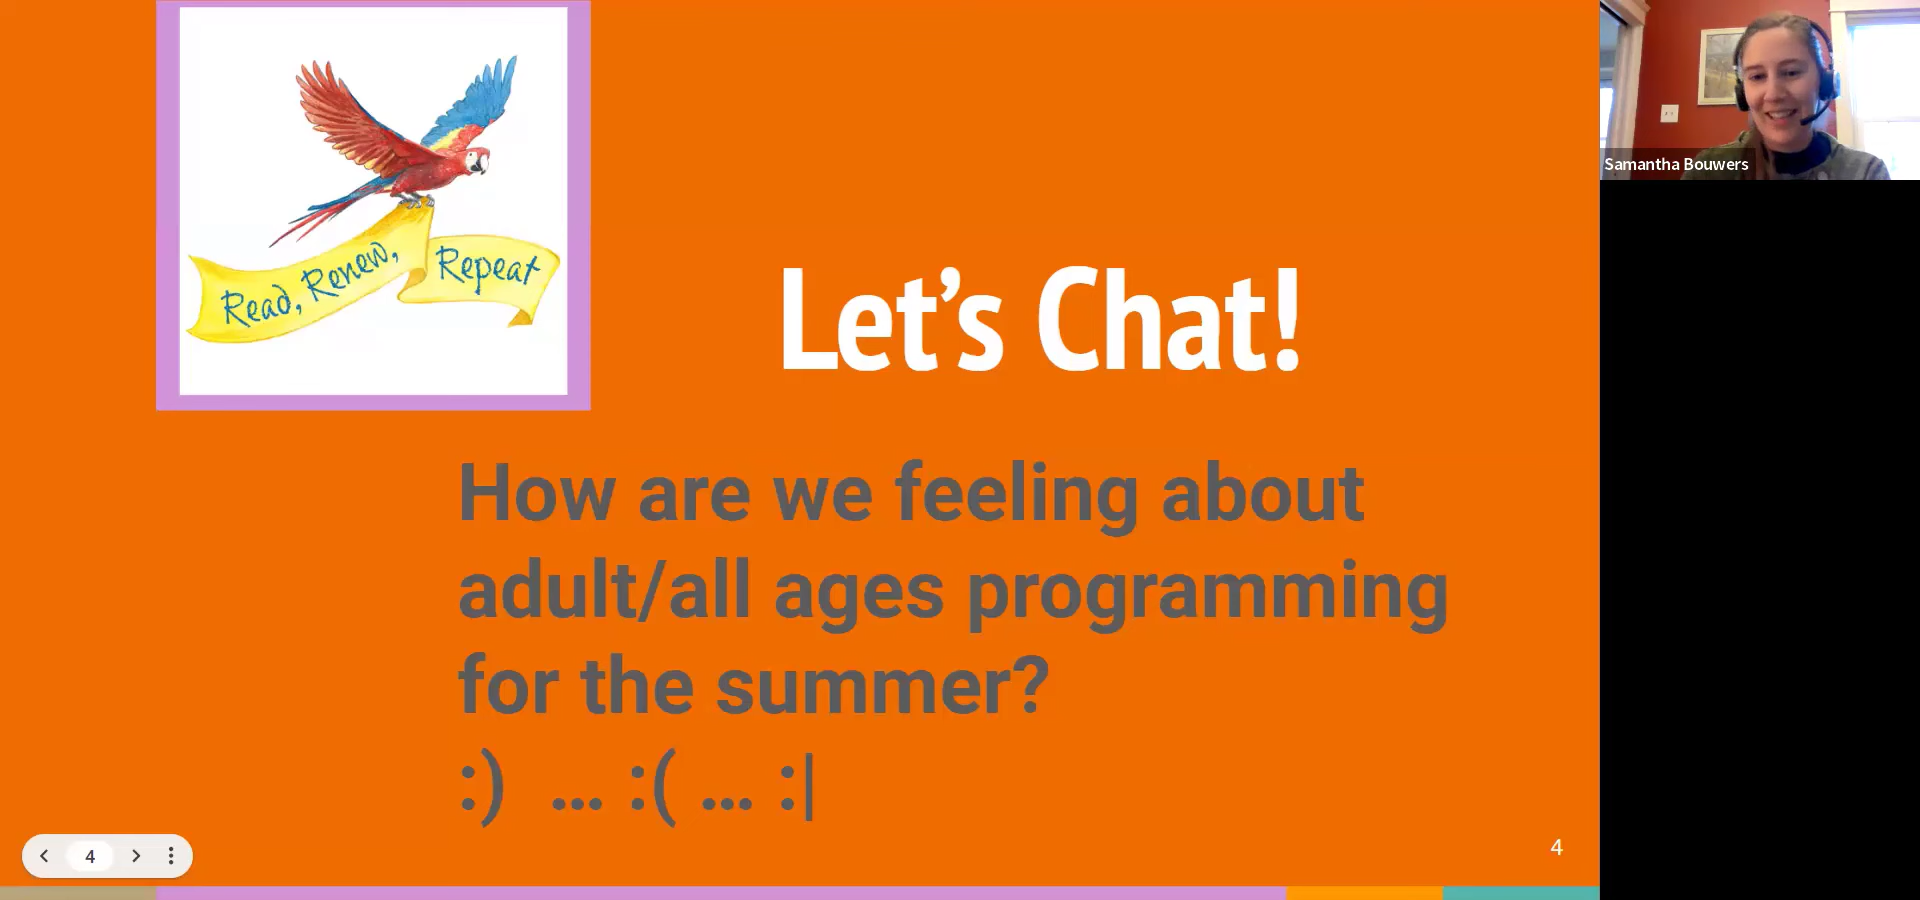 Read, Renew, Repeat
Let's Chat!
How are we feeling about
adult/all ages programming
for the summer?
:) ... :( ... :|
4
4
Samantha Bouwers